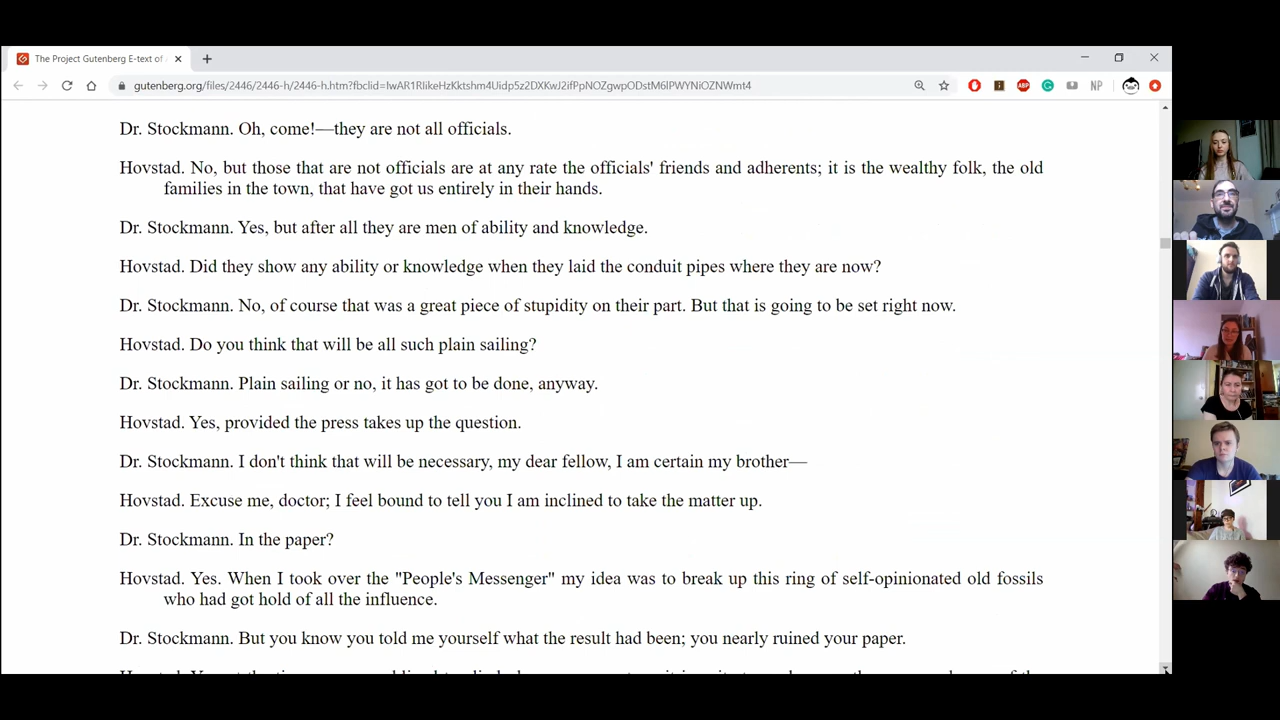 The Project Gutenberg E-text of
gutenberg.org/files/2446/2446-h/2446-h.htm?fbclid=IwAR1RIikeHzKktshm4Uidp5z2DXKwJ2ifPpNOZgwpODstM6lPWYNiOZNWmt4
ABP
NP
Dr. Stockmann. Oh, come!—they are not all officials.
Hovstad. No, but those that are not officials are at any rate the officials' friends and adherents; it is the wealthy folk, the old
families in the town, that have got us entirely in their hands.
Dr. Stockmann. Yes, but after all they are men of ability and knowledge.
Hovstad. Did they show any ability or knowledge when they laid the conduit pipes where they are now?
Dr. Stockmann. No, of course that was a great piece of stupidity on their part. But that is going to be set right now.
Hovstad. Do you think that will be all such plain sailing?
Dr. Stockmann. Plain sailing or no, it has got to be done, anyway.
Hovstad. Yes, provided the press takes up the question.
Dr. Stockmann. I don't think that will be necessary, my dear fellow, I am certain my brother—
Hovstad. Excuse me, doctor; I feel bound to tell you I am inclined to take the matter up.
Dr. Stockmann. In the paper?
Hovstad. Yes. When I took over the "People's Messenger" my idea was to break up this ring of self-opinionated old fossils
who had got hold of all the influence.
Dr. Stockmann. But you know you told me yourself what the result had been; you nearly ruined your paper.